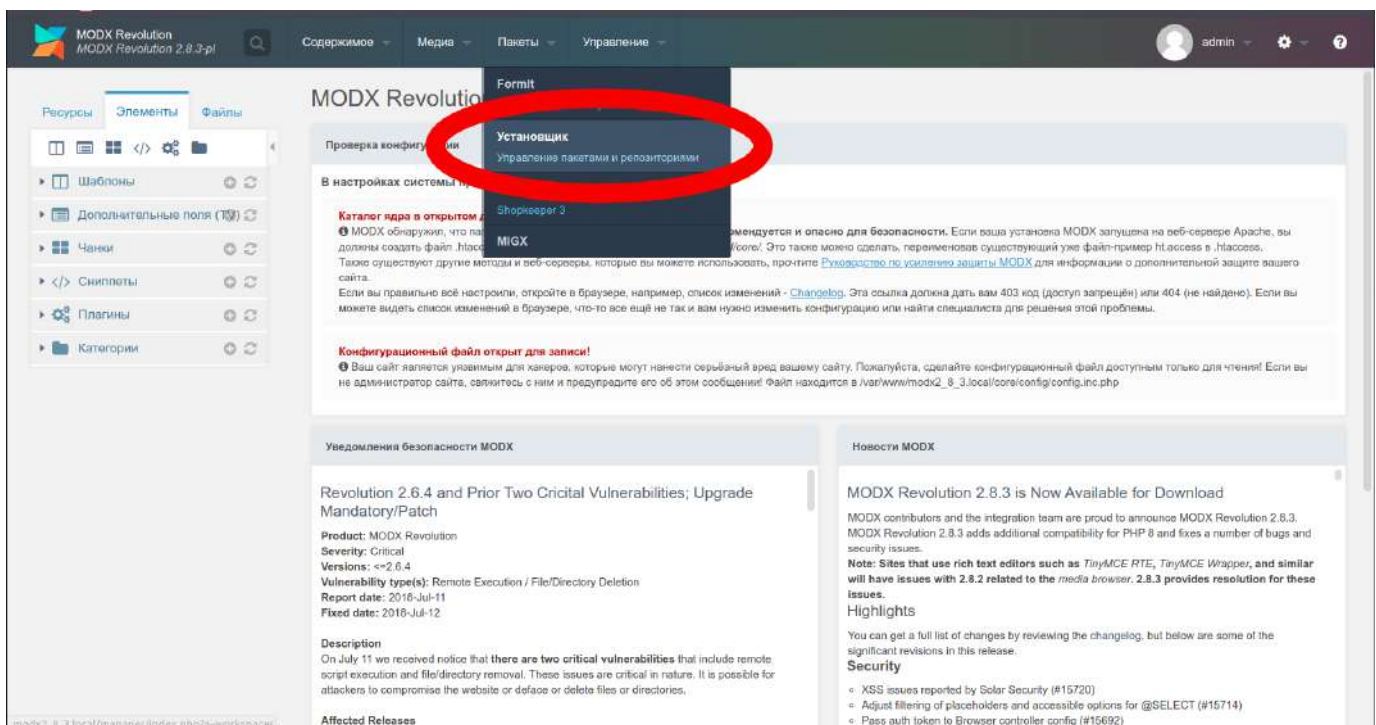 MODX Revolution
MODX Revolution 2.8.3-pl
Содержимое
Медиа
Пакеты
Управление
admin
Ресурсы
Элементы
Файлы
Шаблоны
Дополнительные поля (TV)
Чанки
Сниппеты
Плагины
Категории
FormIt
Установщик
Управление пакетами и репозиториями
Shopkeeper 3
MIGX
MODX Revolutio
Проверка конфигу ии
В настройках системы
Каталог ядра в открытом д
MODX обнаружил, что па мендуется и опасно для безопасности. Если ваша установка MODX запущена на веб-сервере Apache, вы
должны создать файл .htacc /core/. Это также можно сделать, переименовав существующий уже файл-пример ht.access в .htaccess.
Также существуют другие методы и веб-серверы, которые вы можете использовать, прочтите Руководство по усилению защиты MODX для информации о дополнительной защите вашего
сайта.
Если вы правильно всё настроили, откройте в браузере, например, список изменений - Changelog. Эта ссылка должна дать вам 403 код (доступ запрещён) или 404 (не найдено). Если вы
можете видеть список изменений в браузере, что-то все ещё не так и вам нужно изменить конфигурацию или найти специалиста для решения этой проблемы.
Конфигурационный файл открыт для записи!
Ваш сайт является уязвимым для хакеров, которые могут нанести серьёзный вред вашему сайту. Пожалуйста, сделайте конфигурационный файл доступным только для чтения! Если вы
не администратор сайта, свяжитесь с ним и предупредите его об этом сообщении! Файл находится в /var/www/modx2_8_3.local/core/config/config.inc.php
Уведомления безопасности MODX
Revolution 2.6.4 and Prior Two Cricital Vulnerabilities; Upgrade
Mandatory/Patch
Product: MODX Revolution
Severity: Critical
Versions: <=2.6.4
Vulnerability type(s): Remote Execution / File/Directory Deletion
Report date: 2018-Jul-11
Fixed date: 2018-Jul-12
Description
On July 11 we received notice that there are two critical vulnerabilities that include remote
script execution and file/directory removal. These issues are critical in nature. It is possible for
attackers to compromise the website or deface or delete files or directories.
Affected Releases
Новости MODX
MODX Revolution 2.8.3 is Now Available for Download
MODX contributors and the integration team are proud to announce MODX Revolution 2.8.3.
MODX Revolution 2.8.3 adds additional compatibility for PHP 8 and fixes a number of bugs and
security issues.
Note: Sites that use rich text editors such as TinyMCE RTE, TinyMCE Wrapper, and similar
will have issues with 2.8.2 related to the media browser. 2.8.3 provides resolution for these
issues.
Highlights
You can get a full list of changes by reviewing the changelog, but below are some of the
significant revisions in this release.
Security
XSS issues reported by Solar Security (#15720)
Adjust filtering of placeholders and accessible options for @SELECT (#15714)
Pass auth token to Browser controller config (#15692)